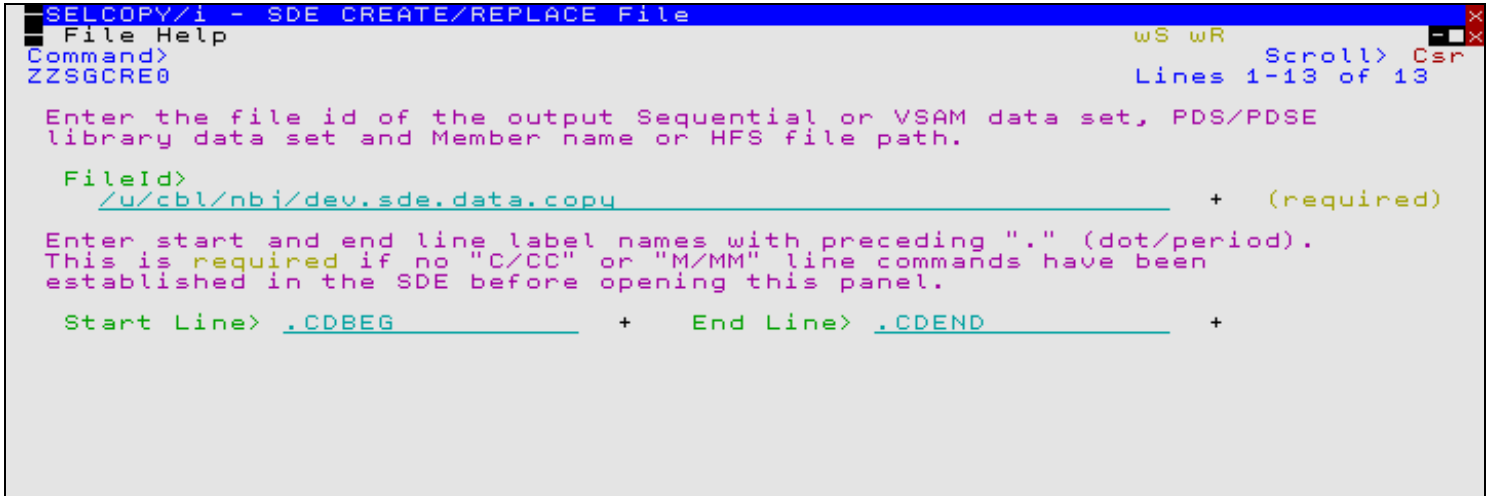 SELCOPY/i - SDE CREATE/REPLACE File
File Help wS wR
Command> Scroll> Csr
ZZSGCRE0 Lines 1-13 of 13
Enter the file id of the output Sequential or VSAM data set, PDS/PDSE
library data set and Member name or HFS file path.
FileId>
/u/cbl/nbj/dev.sde.data.copy + (required)
Enter start and end line label names with preceding "." (dot/period).
This is required if no "C/CC" or "M/MM" line commands have been
established in the SDE before opening this panel.
Start Line> .CDBEG + End Line> .CDEND +